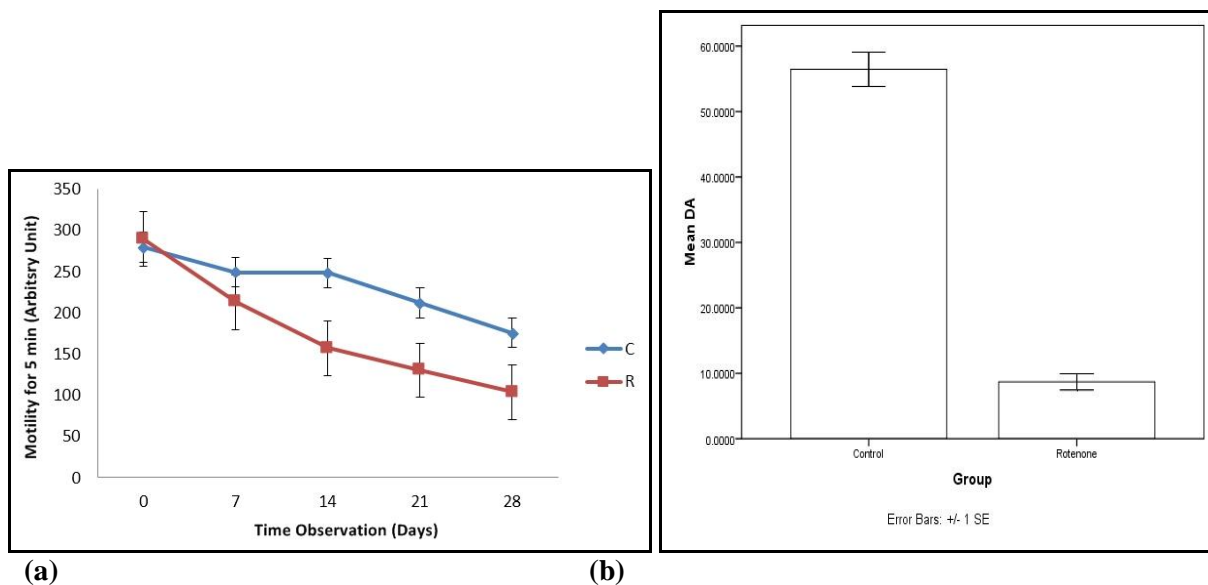 350
300
250
200
150
100
50
0
Motility for 5 min (Arbitsry Unit)
0 7 14 21 28
Time Observation (Days)
C
R
(a)
60.0000
50.0000
40.0000
30.0000
20.0000
10.0000
0.0000
Mean DA
Control Rotenone
Group
Error Bars: +/- 1 SE
(b)